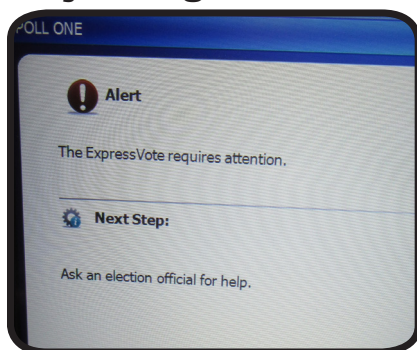 POLL ONE
Alert
The ExpressVote requires attention.
Next Step:
Ask an election official for help.